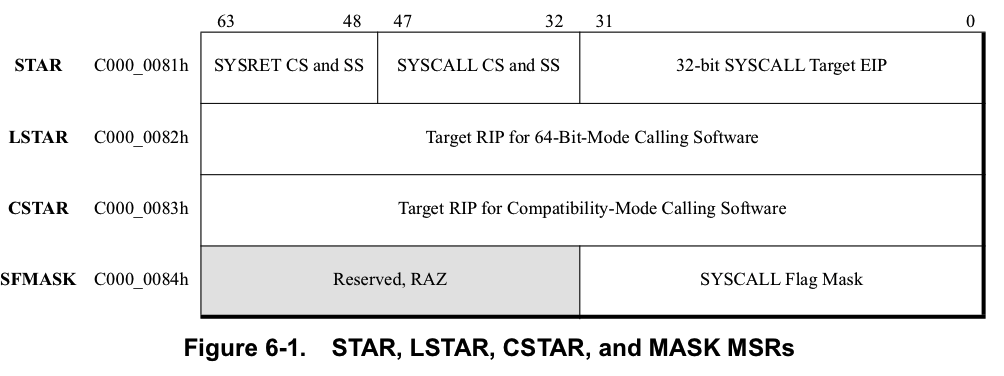 63 48 47 32 31 0
STAR C000_0081h SYSRET CS and SS SYSCALL CS and SS 32-bit SYSCALL Target EIP
LSTAR C000_0082h Target RIP for 64-Bit-Mode Calling Software
CSTAR C000_0083h Target RIP for Compatibility-Mode Calling Software
SFMASK C000_0084h Reserved, RAZ SYSCALL Flag Mask
Figure 6-1. STAR, LSTAR, CSTAR, and MASK MSRs